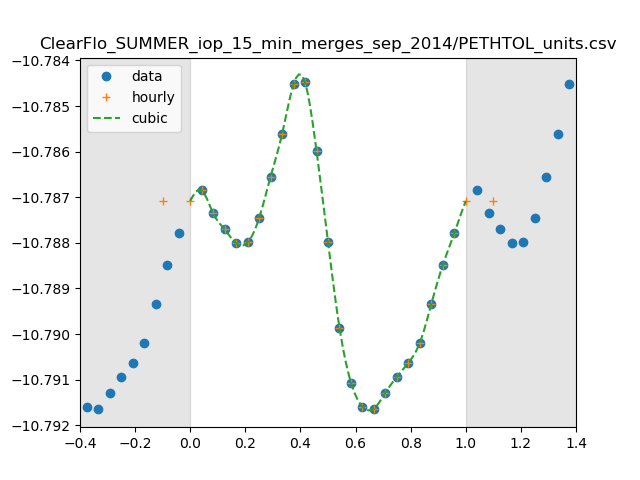 ClearFlo_SUMMER_iop_15_min_merges_sep_2014/PETHTOL_units.csv
data
hourly
cubic
−10.784
−10.785
−10.786
−10.787
−10.788
−10.789
−10.790
−10.791
−10.792
−0.4 −0.2 0.0 0.2 0.4 0.6 0.8 1.0 1.2 1.4